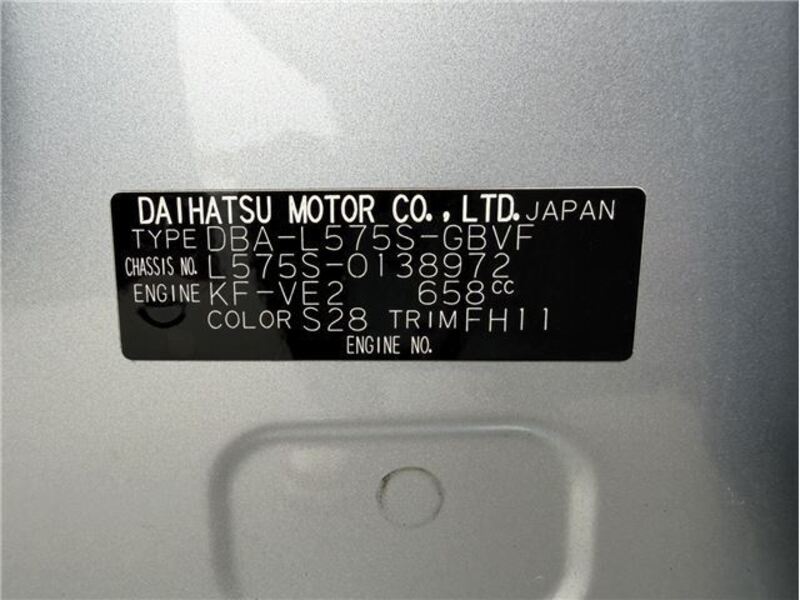 DAIHATSU MOTOR CO., LTD. JAPAN
TYPE DBA-L575S-GBVF
CHASSIS NO. L575S-0138972
ENGINE KF-VE2 658cc
COLOR S28 TRIM FH11
ENGINE NO.